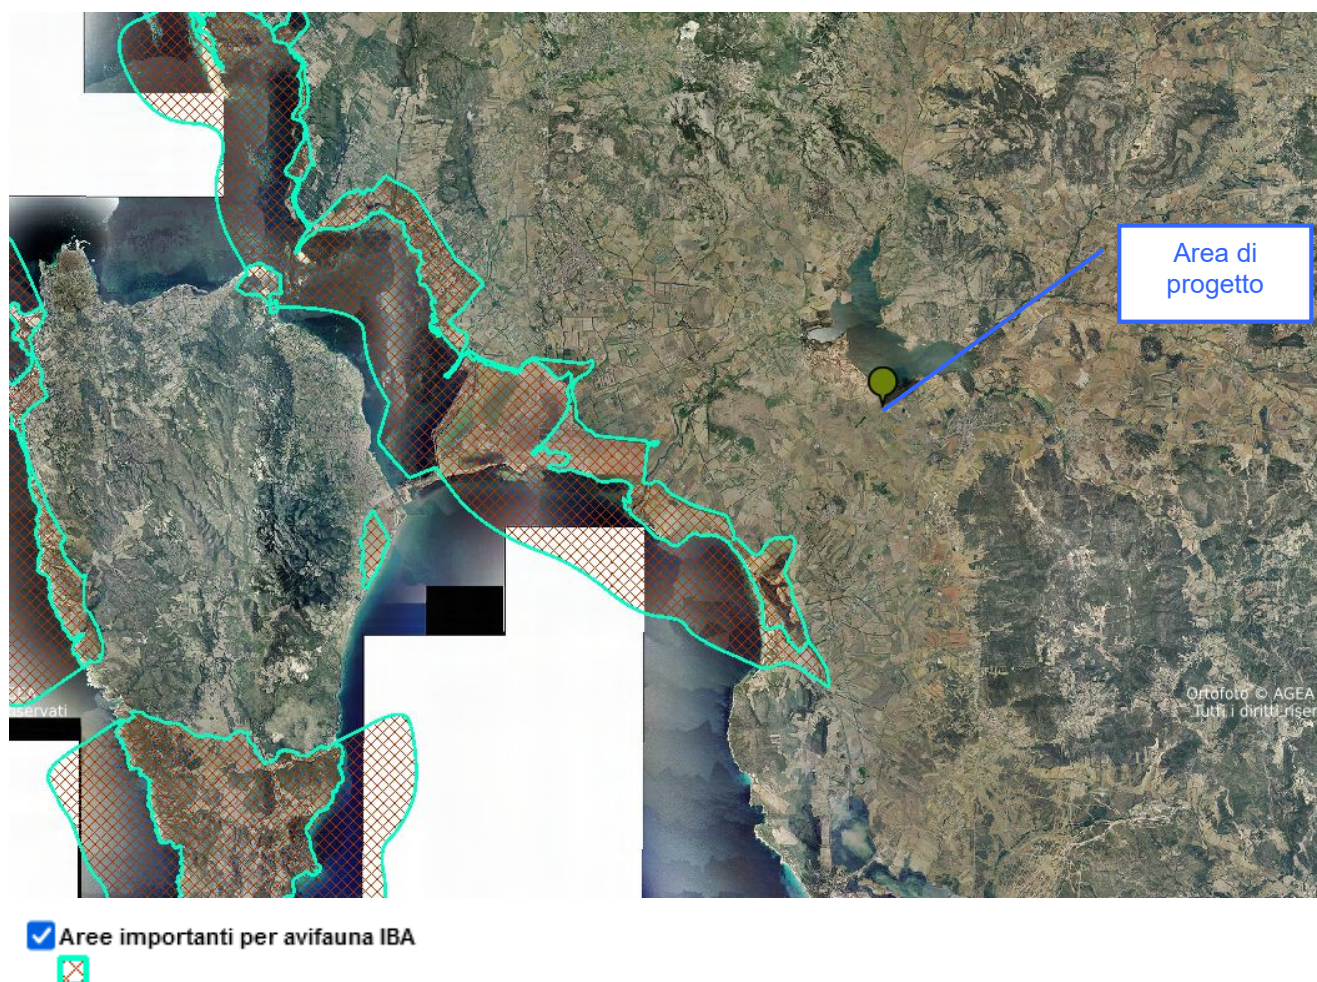 Area di
progetto
Ortofoto © AGEA
Tutti i diritti riser
servati
Aree importanti per avifauna IBA